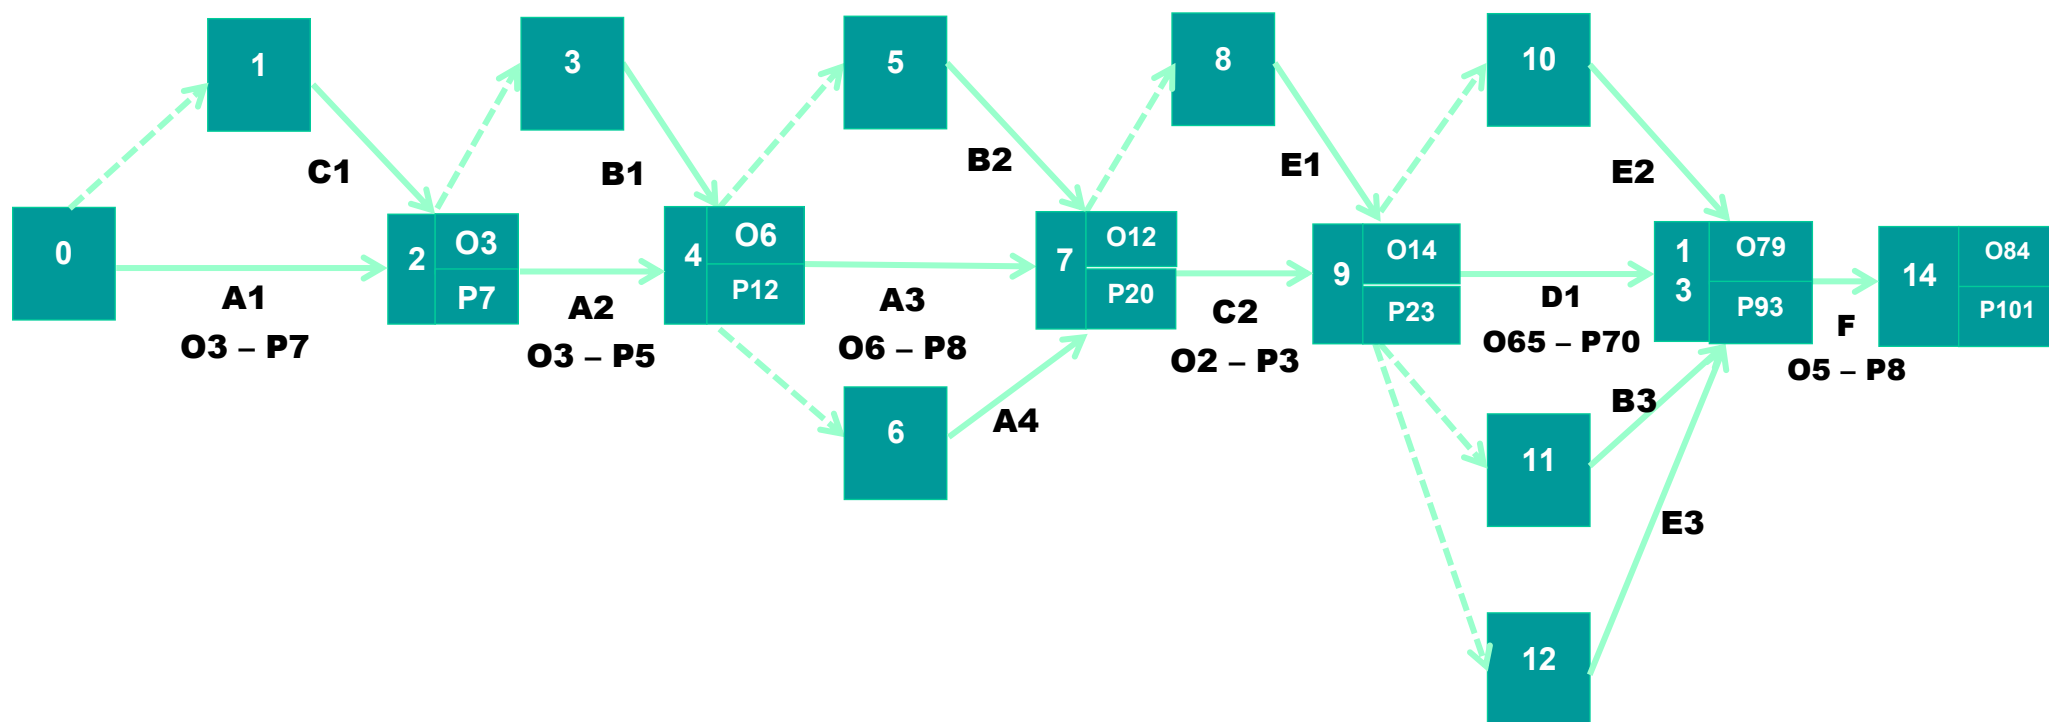 1
3
5
8
10
C1
B1
B2
E1
E2
0
2
O3
P7
4
O6
P12
7
O12
P20
9
O14
P23
1
3
O79
P93
14
O84
P101
A1
O3 – P7
A2
O3 – P5
A3
O6 – P8
C2
O2 – P3
D1
O65 – P70
F
O5 – P8
6
A4
B3
11
E3
12